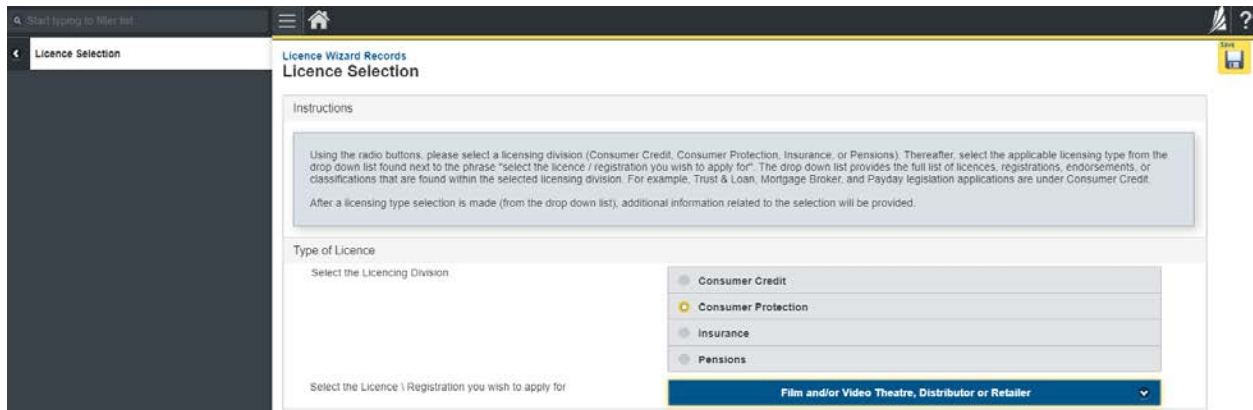 Start typing to filter list
?
Licence Selection
Licence Wizard Records
Licence Selection
Save
Instructions
Using the radio buttons, please select a licensing division (Consumer Credit, Consumer Protection, Insurance, or Pensions). Thereafter, select the applicable licensing type from the
drop down list found next to the phrase "select the licence / registration you wish to apply for". The drop down list provides the full list of licences, registrations, endorsements, or
classifications that are found within the selected licensing division. For example, Trust & Loan, Mortgage Broker, and Payday legislation applications are under Consumer Credit.
After a licensing type selection is made (from the drop down list), additional information related to the selection will be provided.
Type of Licence
Select the Licencing Division
Consumer Credit
Consumer Protection
Insurance
Pensions
Select the Licence \ Registration you wish to apply for
Film and/or Video Theatre, Distributor or Retailer